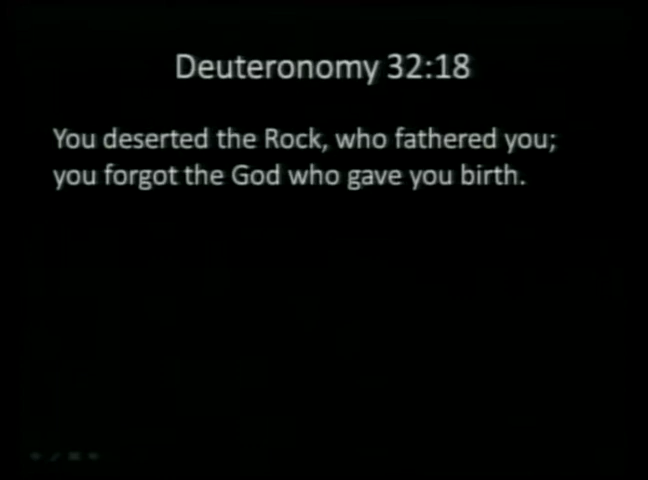 Deuteronomy 32:18
You deserted the Rock, who fathered you;
you forgot the God who gave you birth.